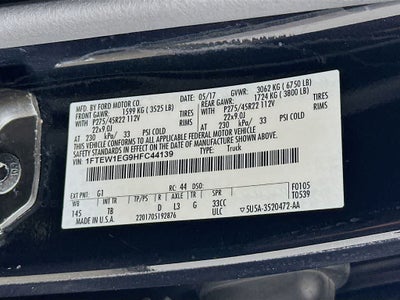 MFD. BY FORD MOTOR CO.
05/17 GVWR: 3062 KG ( 6750 LB)
FRONT GAWR: REAR GAWR:
1599 KG ( 3525 LB) 1724 KG ( 3800 LB)
P275/45R22 112V P275/45R22 112V
22x9.0J 22x9.0J
AT 230 kPa/ 33 PSI COLD AT 230 kPa/ 33 PSI COLD
THIS VEHICLE CONFORMS TO ALL APPLICABLE FEDERAL MOTOR VEHICLE
SAFETY STANDARDS IN EFFECT ON THE DATE OF MANUFACTURE SHOWN ABOVE.
VIN: 1FTEW1EG9HFC44139
TYPE: Truck
EXT PNT: G1 RC: 44 DSO: F0105
WB INT TR TP/PS R AXLE TR SPR T0539
145 TB D L3 G 33CC
MADE IN U.S.A. 2201705192876 ULC 5U5A-3520472-AA